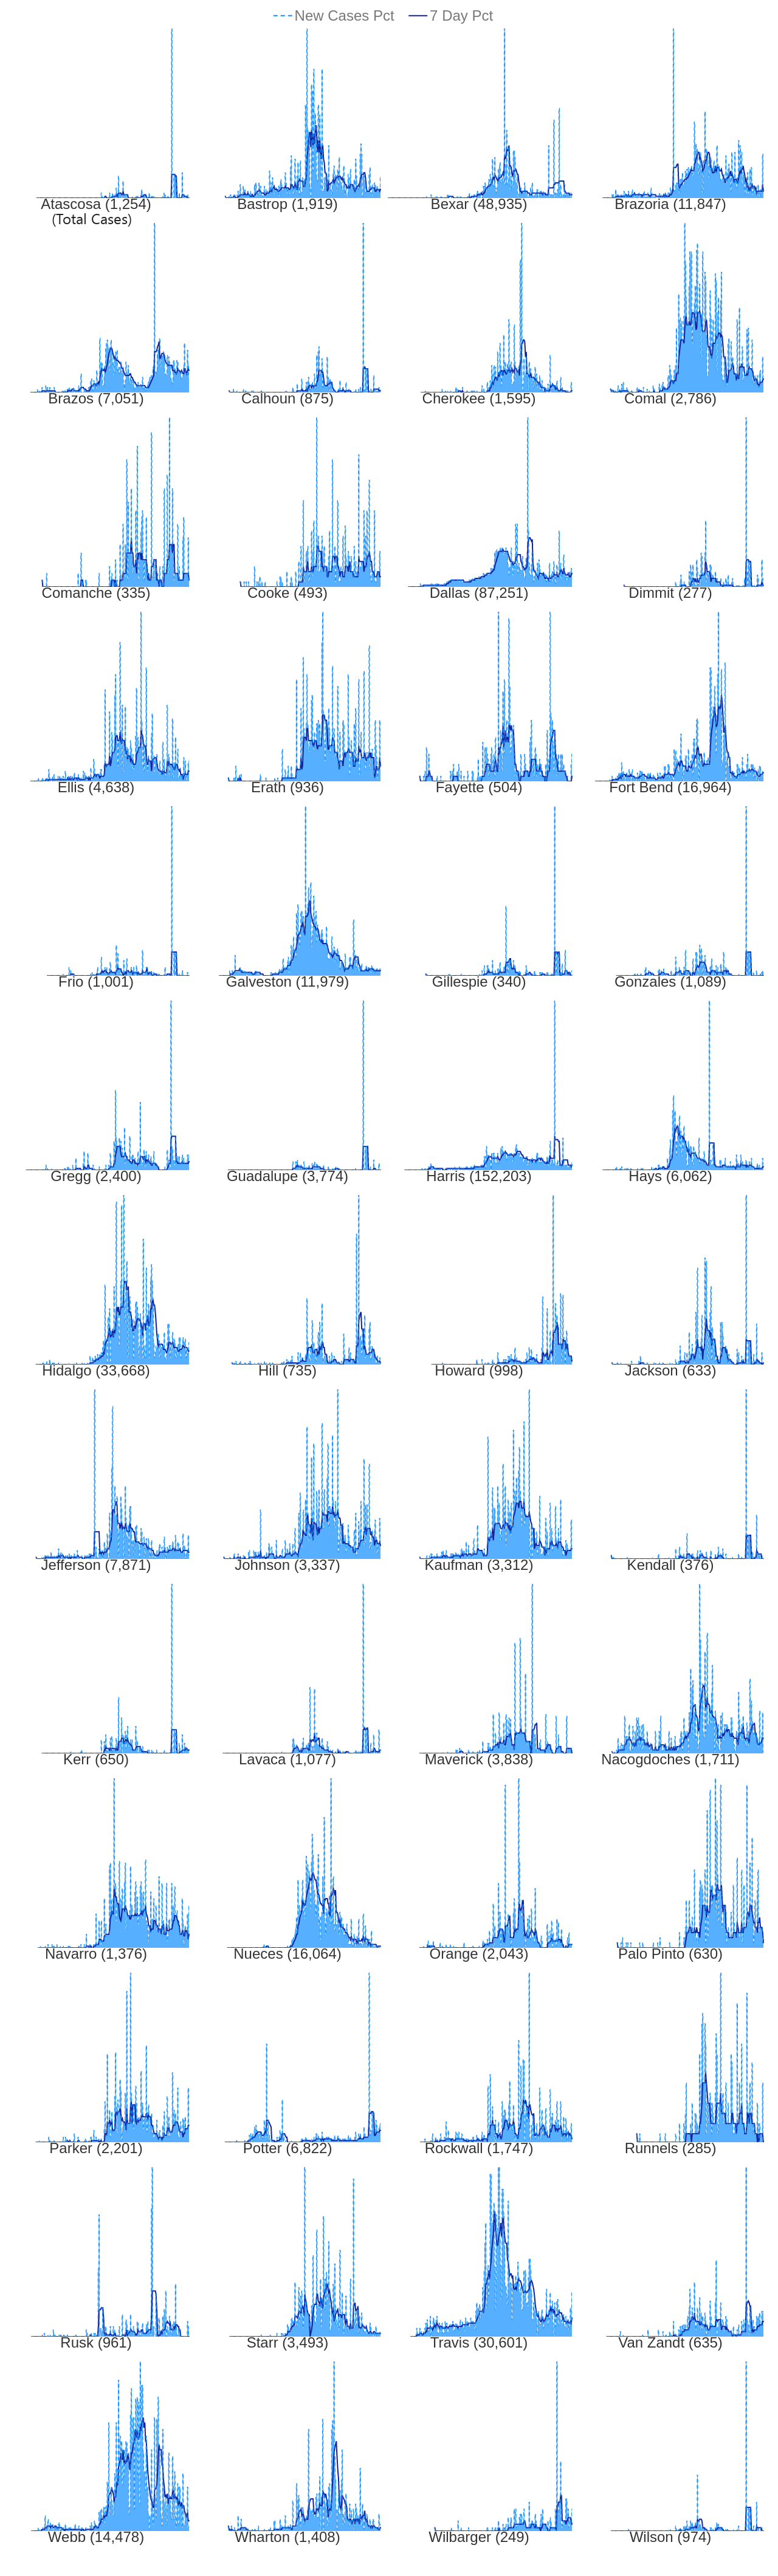 New Cases Pct 7 Day Pct
Atascosa (1,254) Bastrop (1,919) Bexar (48,935) Brazoria (11,847)
(Total Cases)
Brazos (7,051) Calhoun (875) Cherokee (1,595) Comal (2,786)
Comanche (335) Cooke (493) Dallas (87,251) Dimmit (277)
Ellis (4,638) Erath (936) Fayette (504) Fort Bend (16,964)
Frio (1,001) Galveston (11,979) Gillespie (340) Gonzales (1,089)
Gregg (2,400) Guadalupe (3,774) Harris (152,203) Hays (6,062)
Hidalgo (33,668) Hill (735) Howard (998) Jackson (633)
Jefferson (7,871) Johnson (3,337) Kaufman (3,312) Kendall (376)
Kerr (650) Lavaca (1,077) Maverick (3,838) Nacogdoches (1,711)
Navarro (1,376) Nueces (16,064) Orange (2,043) Palo Pinto (630)
Parker (2,201) Potter (6,822) Rockwall (1,747) Runnels (285)
Rusk (961) Starr (3,493) Travis (30,601) Van Zandt (635)
Webb (14,478) Wharton (1,408) Wilbarger (249) Wilson (974)